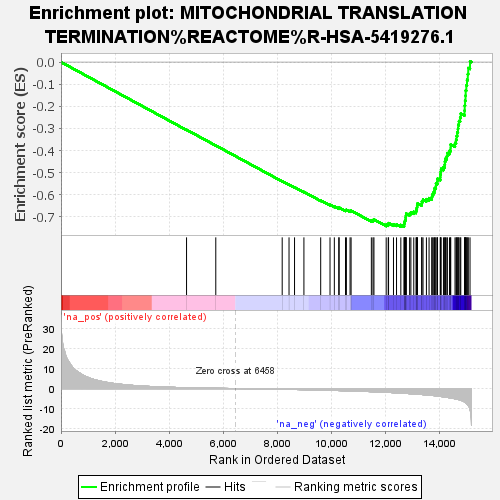 Enrichment plot: MITOCHONDRIAL TRANSLATION
TERMINATION%REACTOME%R-HSA-5419276.1
Enrichment score (ES)
0.0
-0.1
-0.2
-0.3
-0.4
-0.5
-0.6
-0.7
'na_pos' (positively correlated)
Ranked list metric (PreRanked)
30
20
10
0
-10
-20
Zero cross at 6458
'na_neg' (negatively correlated)
0
2,000
4,000
6,000
8,000
10,000
12,000
14,000
Rank in Ordered Dataset
Enrichment profile
Hits
Ranking metric scores